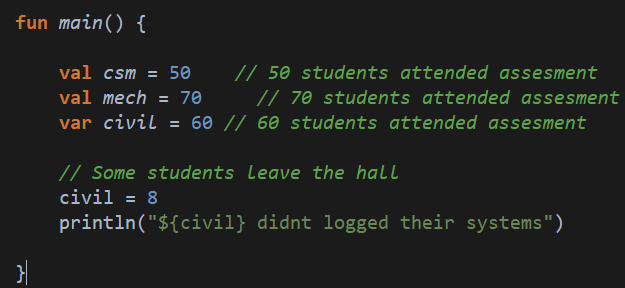 fun main() {
val csm = 50 // 50 students attended assesment
val mech = 70 // 70 students attended assesment
var civil = 60 // 60 students attended assesment
// Some students leave the hall
civil = 8
println("${civil} didnt logged their systems")
}